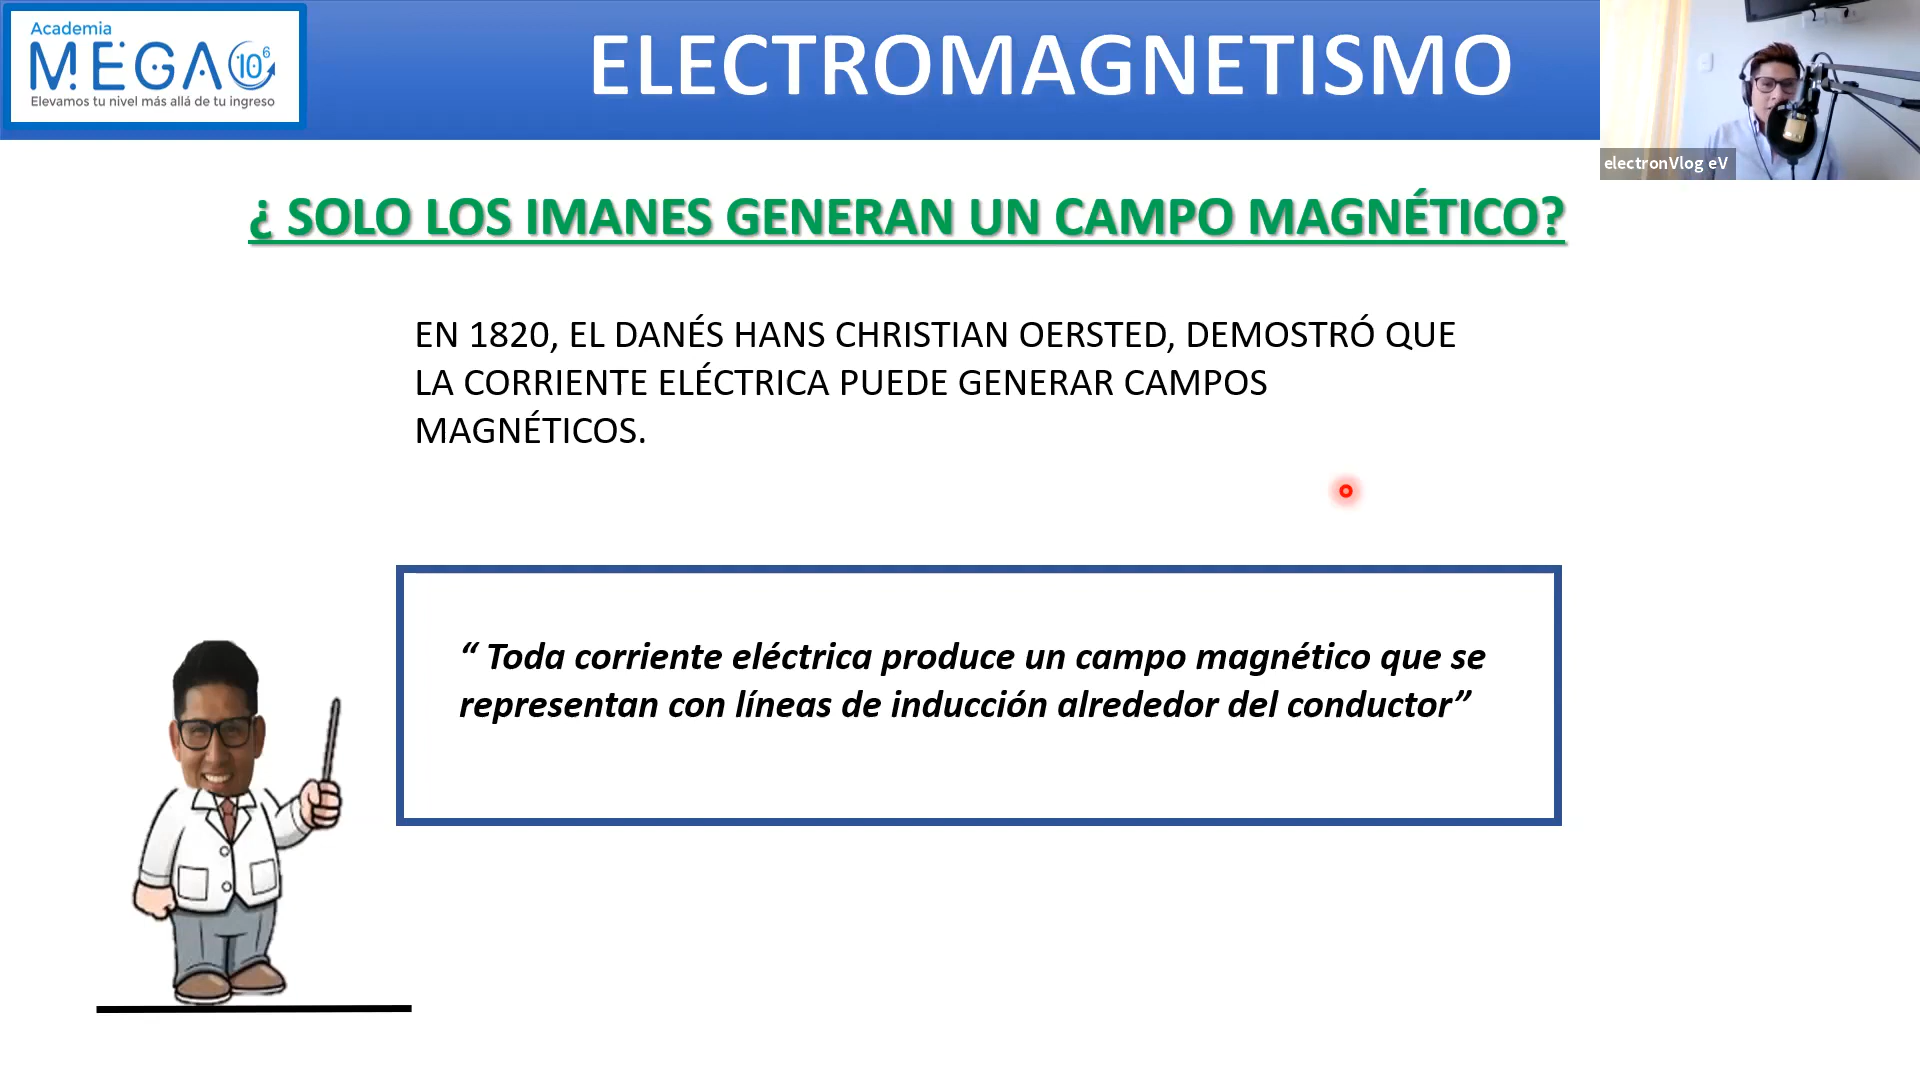 Academia
MEGA 10⁶
Elevamos tu nivel más allá de tu ingreso
ELECTROMAGNETISMO
electronVlog eV
¿ SOLO LOS IMANES GENERAN UN CAMPO MAGNÉTICO?
EN 1820, EL DANÉS HANS CHRISTIAN OERSTED, DEMOSTRÓ QUE
LA CORRIENTE ELÉCTRICA PUEDE GENERAR CAMPOS
MAGNÉTICOS.
“ Toda corriente eléctrica produce un campo magnético que se
representan con líneas de inducción alrededor del conductor”